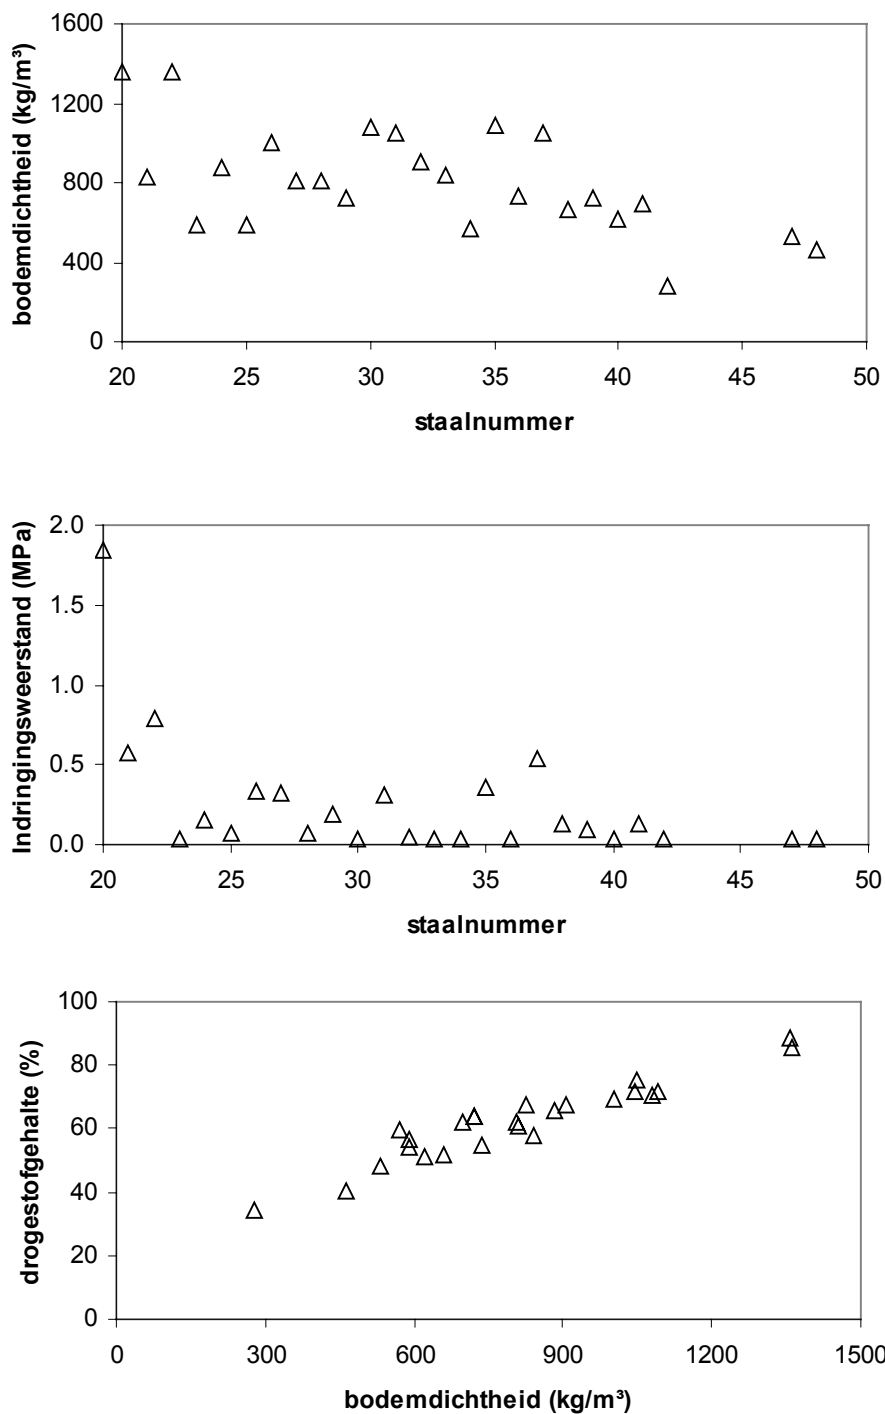 bodemdichtheid (kg/m³)
1600
1200
800
400
0
20 25 30 35 40 45 50
staalnummer
Indringingsweerstand (MPa)
2.0
1.5
1.0
0.5
0.0
20 25 30 35 40 45 50
staalnummer
drogestofgehalte (%)
100
80
60
40
20
0
0 300 600 900 1200 1500
bodemdichtheid (kg/m³)